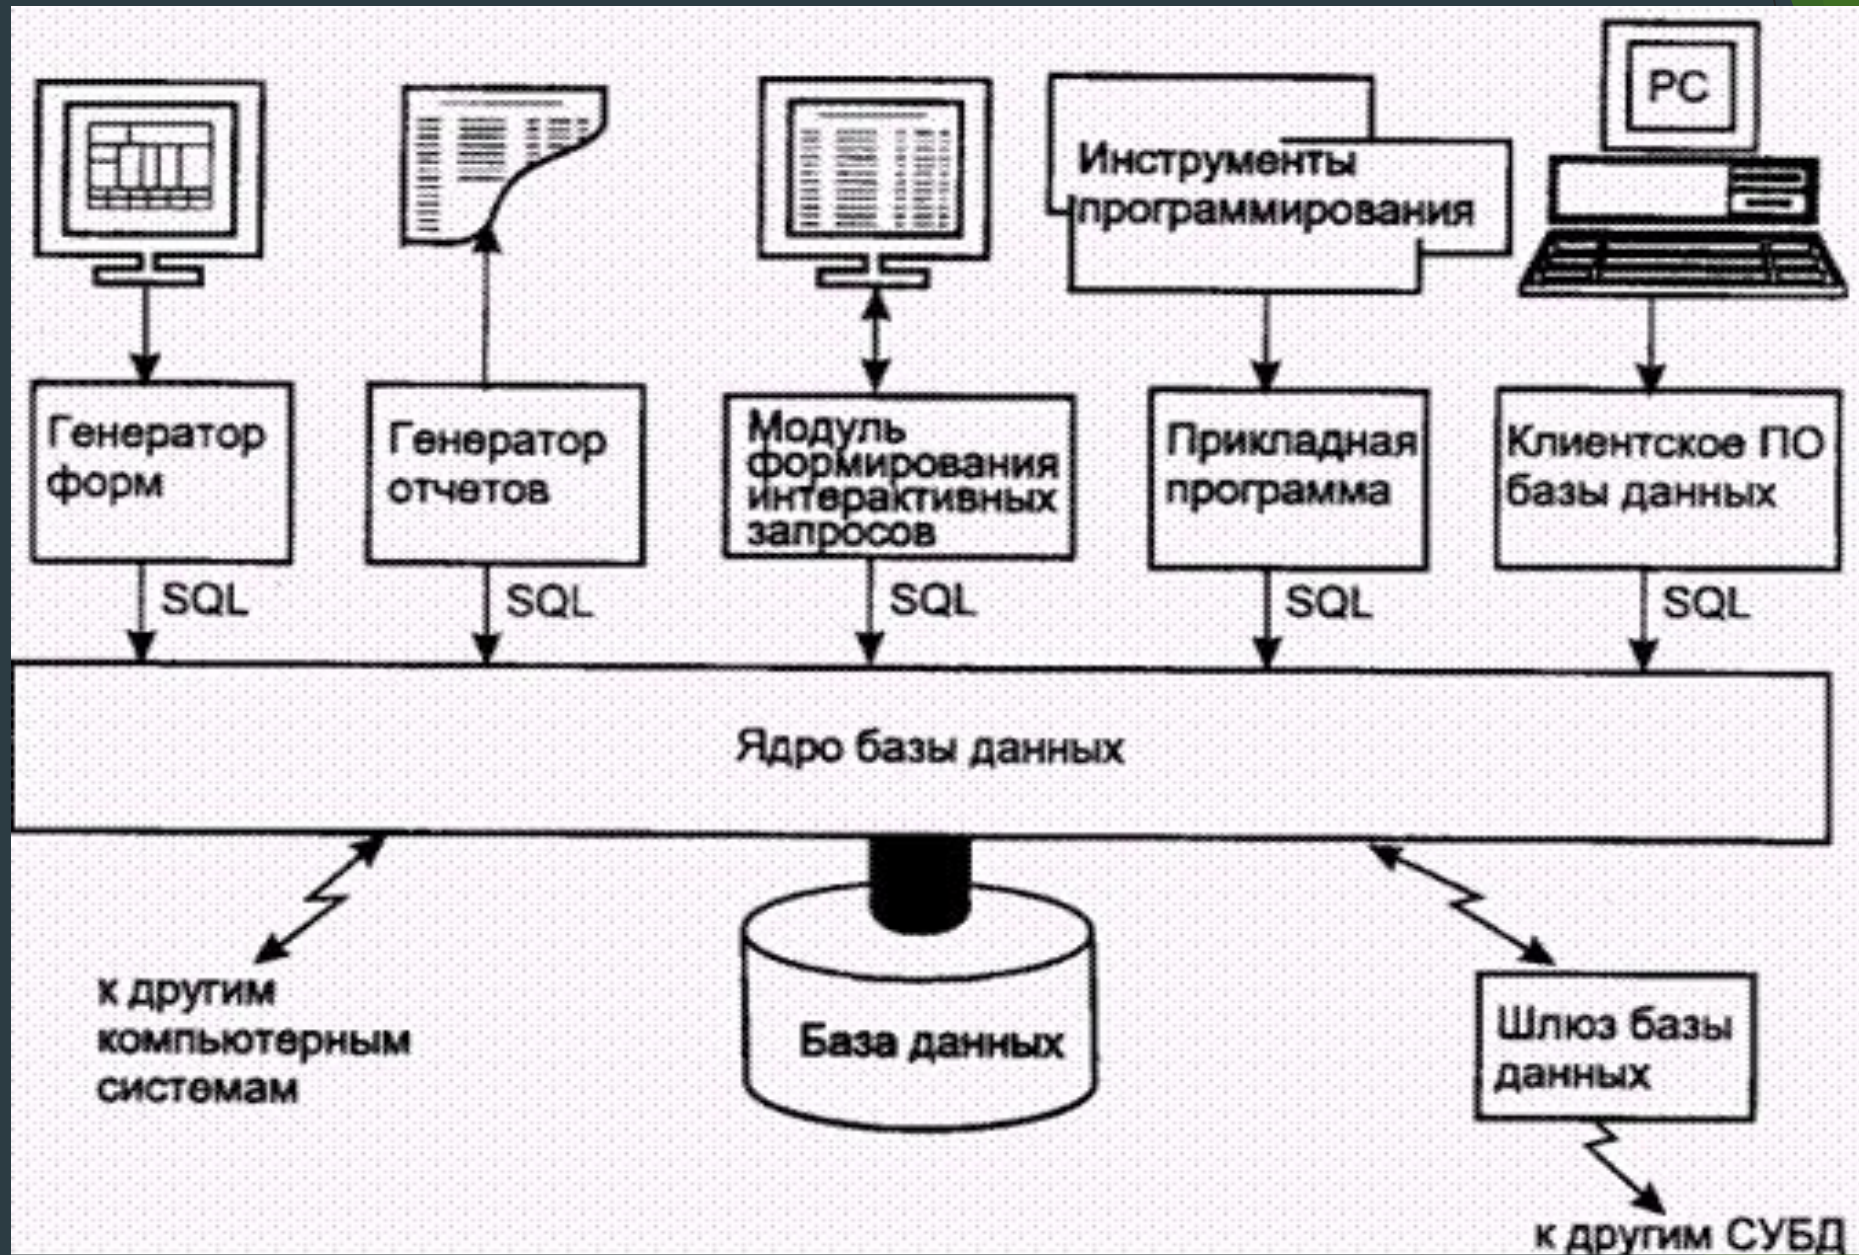 PC
Инструменты
программирования
Генератор
форм
Генератор
отчетов
Модуль
формирования
интерактивных
запросов
Прикладная
программа
Клиентское ПО
базы данных
SQL
SQL
SQL
SQL
SQL
Ядро базы данных
к другим
компьютерным
системам
База данных
Шлюз базы
данных
к другим СУБД